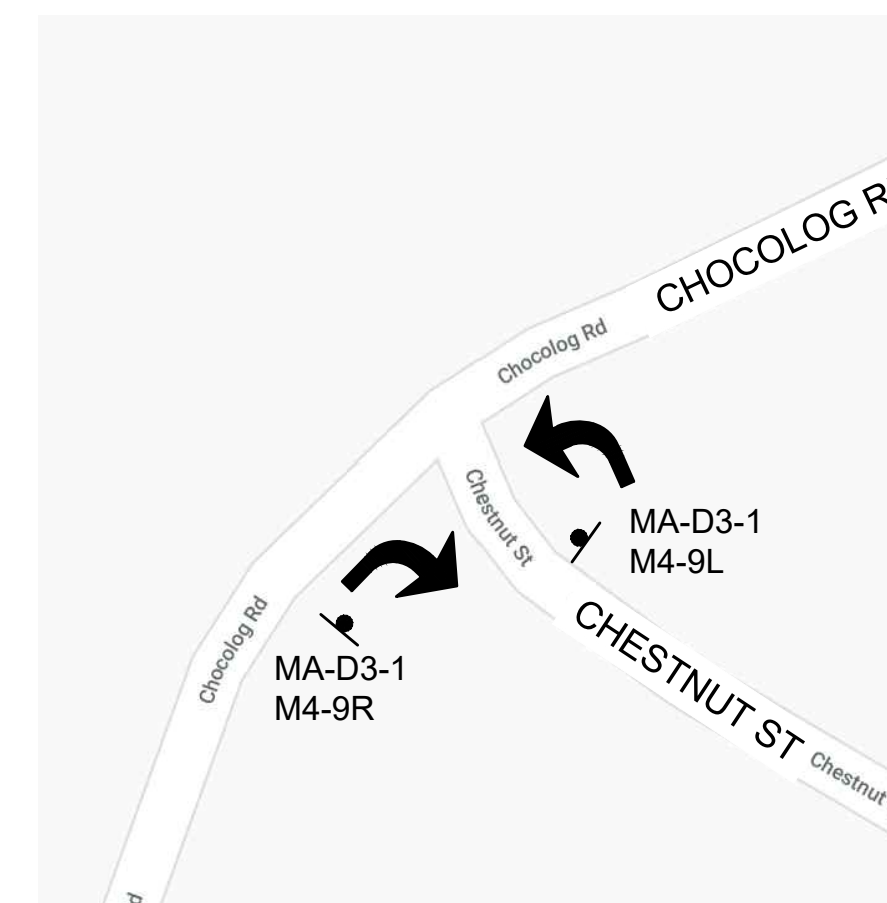 CHOCOLOG R
Chocolog Rd
Chestnut St
MA-D3-1
M4-9L
Chocolog Rd
MA-D3-1
M4-9R
CHESTNUT ST
Chestnut
d